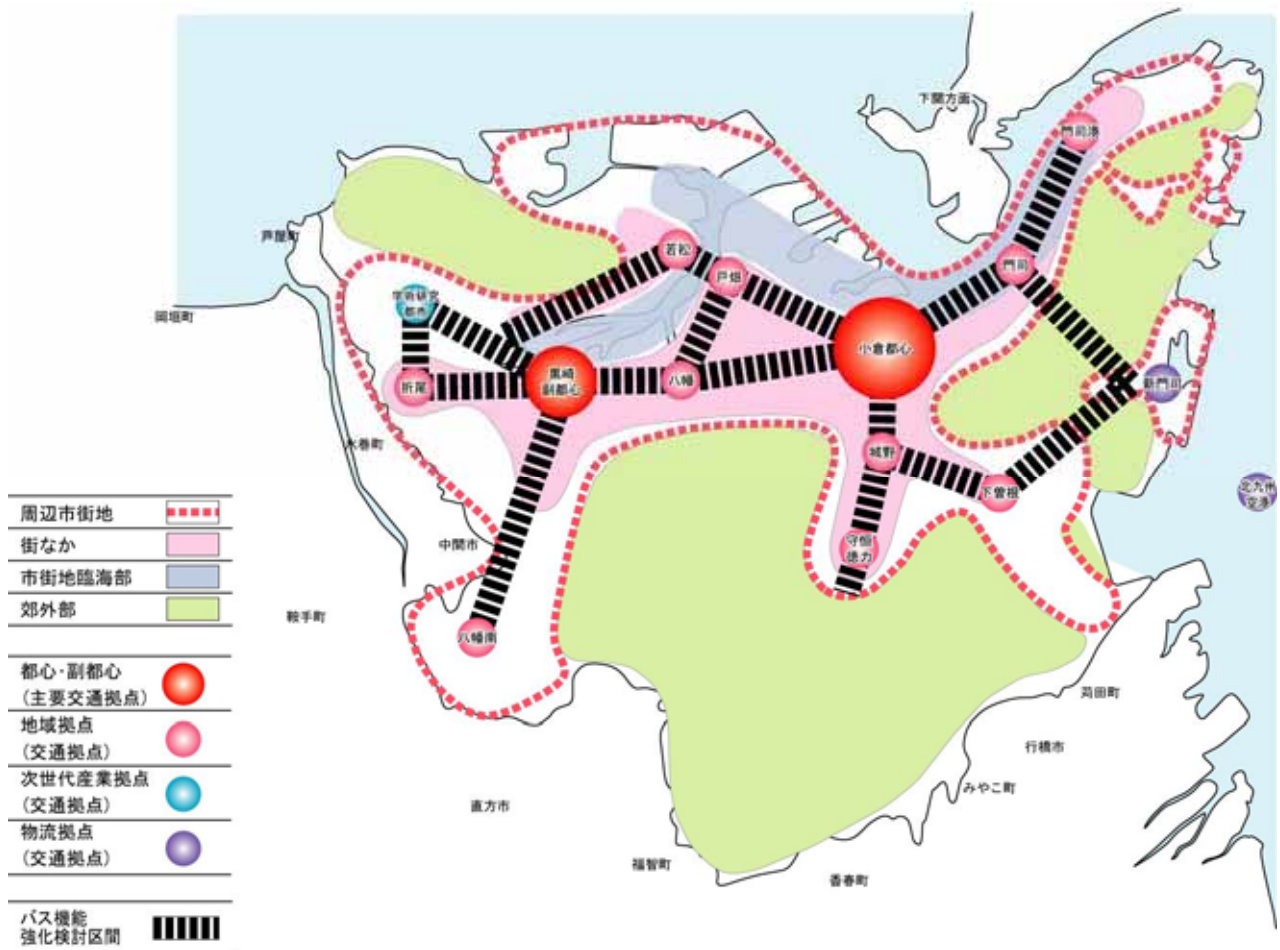 下関方面
門司港
芦屋町
若松
戸畑
門司
学術研究
都市
岡垣町
小倉都心
黒崎
副都心
折尾
八幡
新門司
水巻町
城野
下曽根
北九州
空港
周辺市街地
街なか
中間市
守恒
徳力
市街地臨海部
郊外部
鞍手町
八幡南
都心・副都心
(主要交通拠点)
苅田町
地域拠点
(交通拠点)
行橋市
次世代産業拠点
(交通拠点)
みやこ町
直方市
物流拠点
(交通拠点)
福智町
香春町
バス機能
強化検討区間